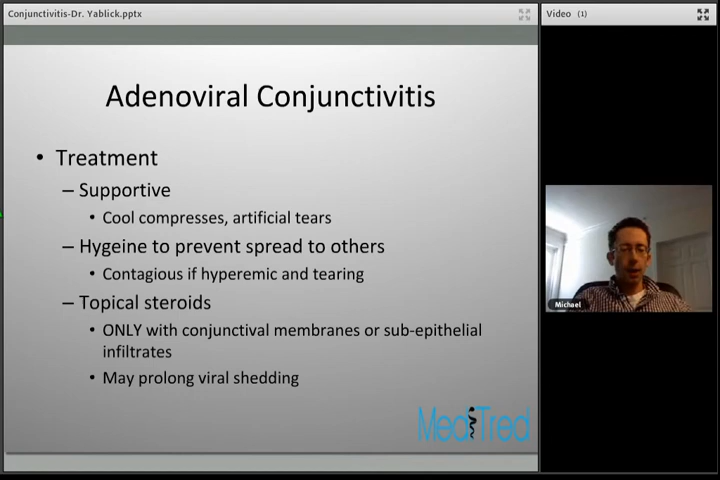 Conjunctivitis-Dr. Yablick.pptx
Video (1)
Adenoviral Conjunctivitis
• Treatment
– Supportive
• Cool compresses, artificial tears
– Hygeine to prevent spread to others
• Contagious if hyperemic and tearing
– Topical steroids
• ONLY with conjunctival membranes or sub-epithelial
infiltrates
• May prolong viral shedding
MediTred
Michael